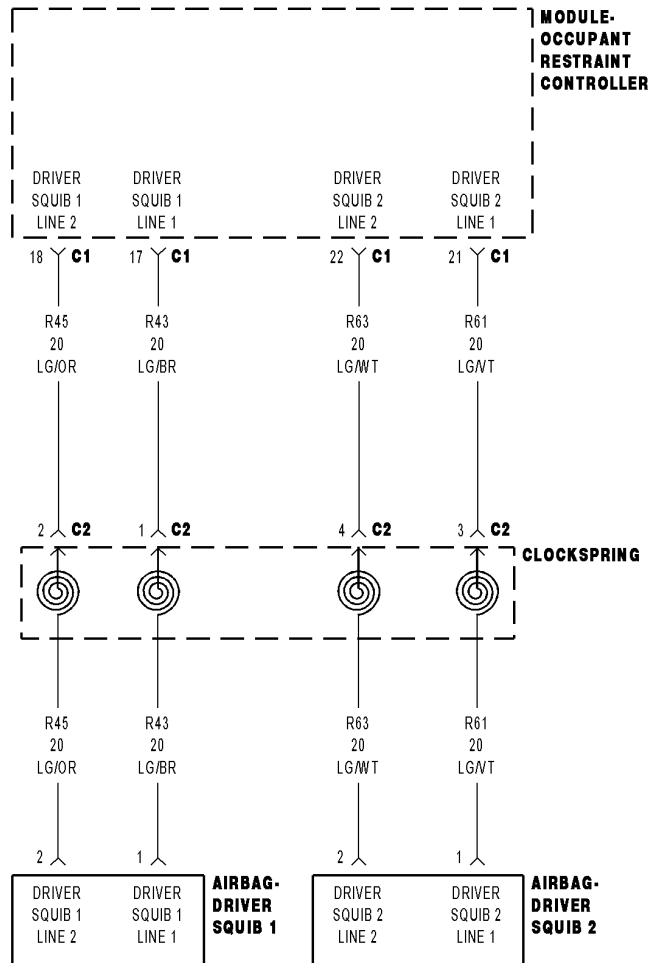 MODULE-
OCCUPANT
RESTRAINT
CONTROLLER
DRIVER DRIVER DRIVER DRIVER
SQUIB 1 SQUIB 1 SQUIB 2 SQUIB 2
LINE 2 LINE 1 LINE 2 LINE 1
18 C1 17 C1 22 C1 21 C1
R45 R43 R63 R61
20 20 20 20
LG/OR LG/BR LG/WT LG/VT
2 C2 1 C2 4 C2 3 C2
CLOCKSPRING
R45 R43 R63 R61
20 20 20 20
LG/OR LG/BR LG/WT LG/VT
2 1 2 1
AIRBAG-
DRIVER
SQUIB 1
AIRBAG-
DRIVER
SQUIB 2
DRIVER DRIVER DRIVER DRIVER
SQUIB 1 SQUIB 1 SQUIB 2 SQUIB 2
LINE 2 LINE 1 LINE 2 LINE 1